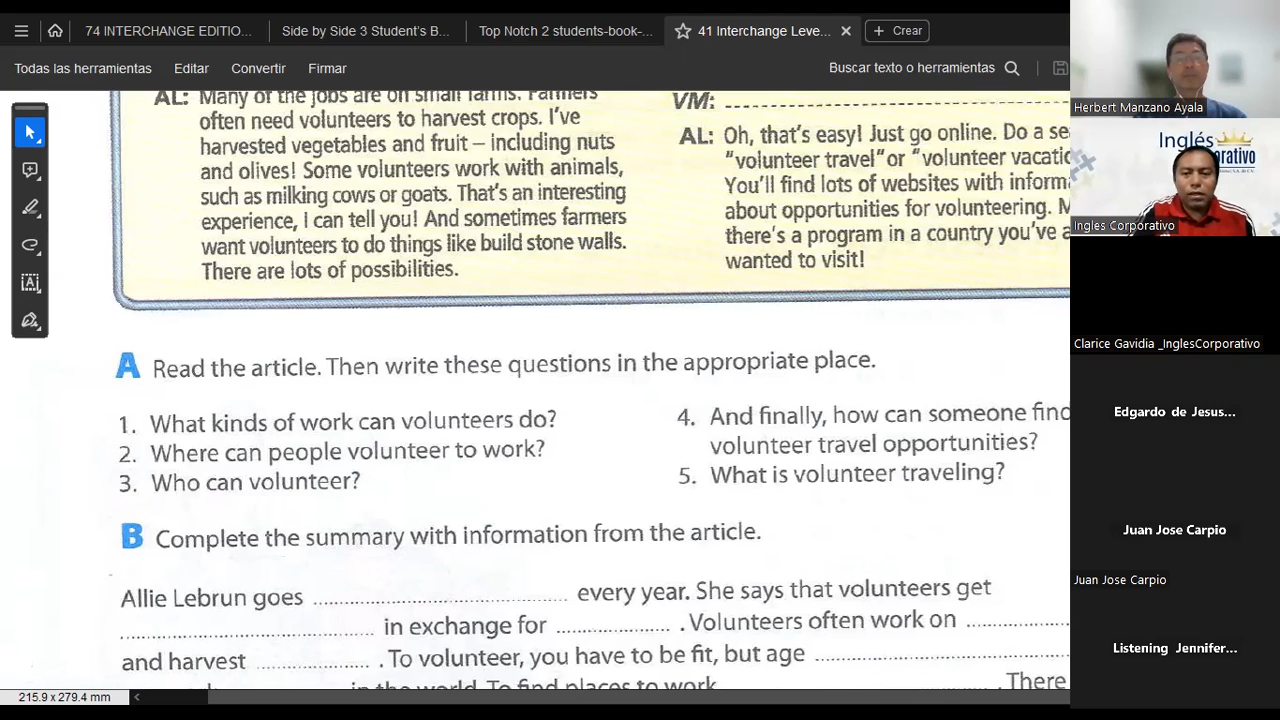 74 INTERCHANGE EDITIO...
Side by Side 3 Student's B...
Top Notch 2 students-book-...
41 Interchange Leve...
Crear
Todas las herramientas
Editar
Convertir
Firmar
Buscar texto o herramientas
AL: Many of the jobs are on small farms. Farmers
often need volunteers to harvest crops. I've
harvested vegetables and fruit – including nuts
and olives! Some volunteers work with animals,
such as milking cows or goats. That's an interesting
experience, I can tell you! And sometimes farmers
want volunteers to do things like build stone walls.
There are lots of possibilities.
VM:
AL: Oh, that's easy! Just go online. Do a se
"volunteer travel" or "volunteer vacati
You'll find lots of websites with inform
about opportunities for volunteering. M
there's a program in a country you've a
wanted to visit!
A Read the article. Then write these questions in the appropriate place.
1. What kinds of work can volunteers do?
2. Where can people volunteer to work?
3. Who can volunteer?
4. And finally, how can someone find
volunteer travel opportunities?
5. What is volunteer traveling?
B Complete the summary with information from the article.
Allie Lebrun goes ........ every year. She says that volunteers get
........ in exchange for ........ . Volunteers often work on ........
and harvest ........ . To volunteer, you have to be fit, but age ........
in the world. To find places to work ........ . There
215.9 x 279.4 mm
Herbert Manzano Ayala
Inglés
orporativo
Ingles Corporativo
Clarice Gavidia _InglesCorporativo
Edgardo de Jesus...
Juan Jose Carpio
Juan Jose Carpio
Listening Jennifer...